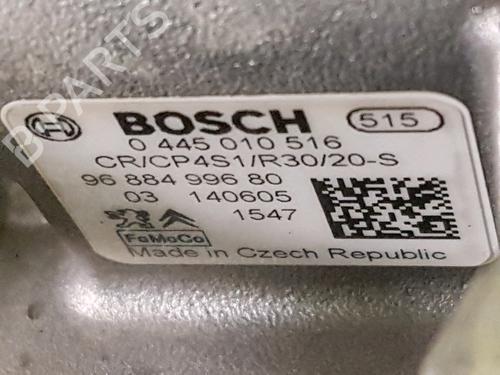 B-PARTS
BOSCH 515
0 445 010 516
CR/CP4S1/R30/20-S
96 884 996 80
03 140605
1547
FoMoCo
Made in Czech Republic